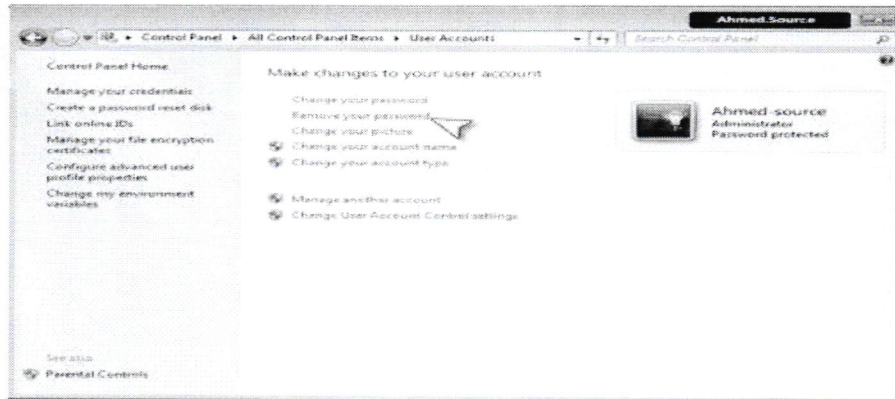 Ahmed.Source
Control Panel ▸ All Control Panel Items ▸ User Accounts
Search Control Panel
Control Panel Home
Manage your credentials
Create a password reset disk
Link online IDs
Manage your file encryption
certificates
Configure advanced user
profile properties
Change my environment
variables
See also
Parental Controls
Make changes to your user account
Change your password
Remove your password
Change your picture
Change your account name
Change your account type
Manage another account
Change User Account Control settings
Ahmed-source
Administrator
Password protected